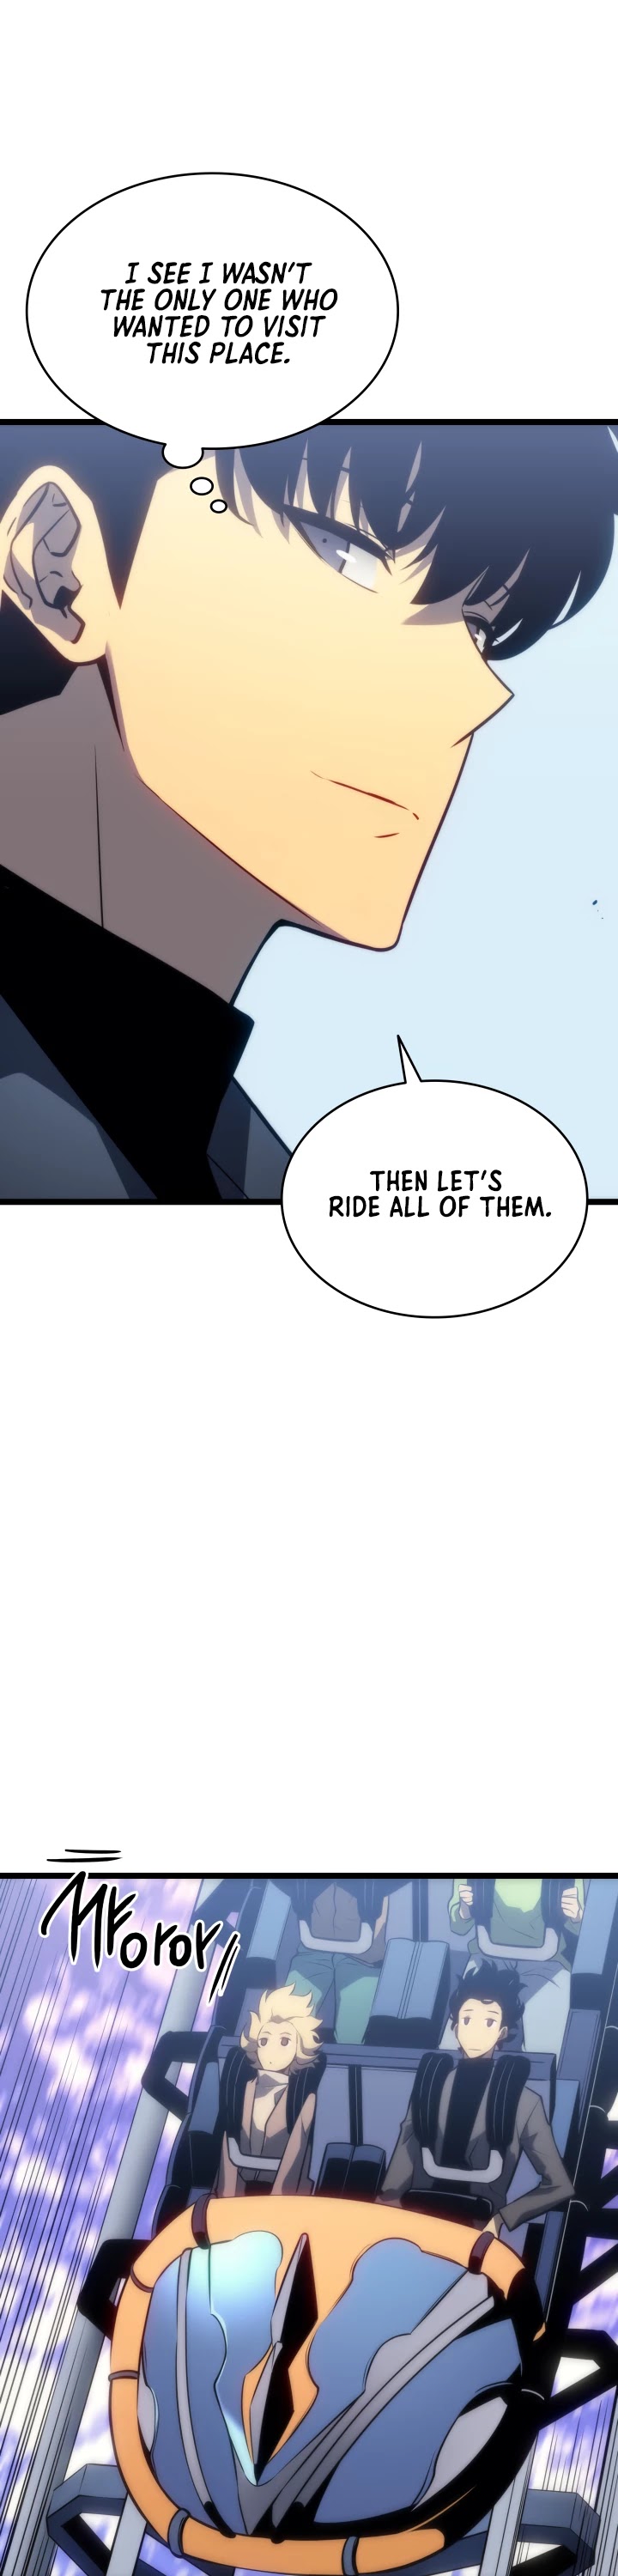 I SEE I WASN'T
THE ONLY ONE WHO
WANTED TO VISIT
THIS PLACE.
THEN LET'S
RIDE ALL OF THEM.